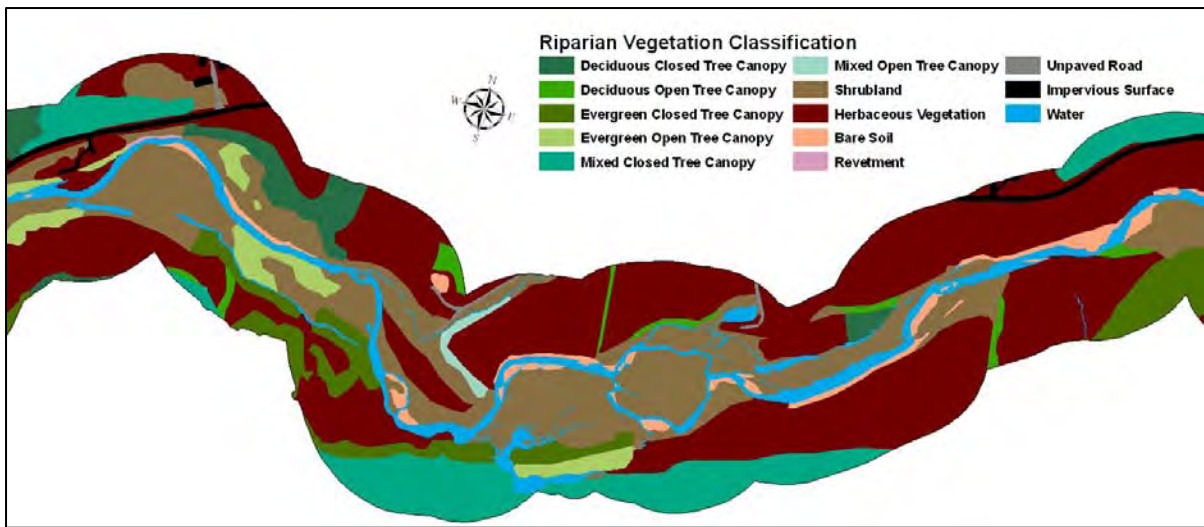 Riparian Vegetation Classification
Deciduous Closed Tree Canopy
Deciduous Open Tree Canopy
Evergreen Closed Tree Canopy
Evergreen Open Tree Canopy
Mixed Closed Tree Canopy
Mixed Open Tree Canopy
Shrubland
Herbaceous Vegetation
Bare Soil
Revetment
Unpaved Road
Impervious Surface
Water
N
W
E
S